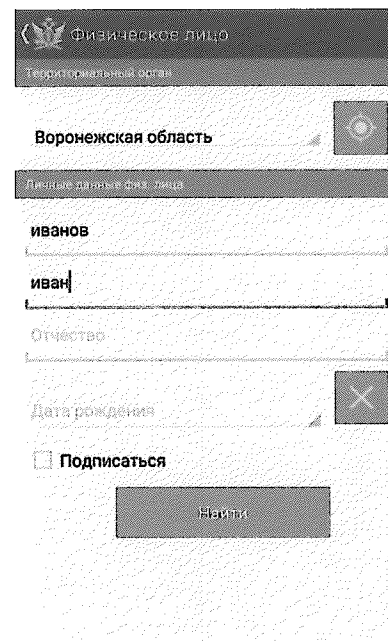 Физическое лицо
Территориальный орган
Воронежская область
Личные данные физ. лица
иванов
иван
Отчество
Дата рождения
Подписаться
Найти